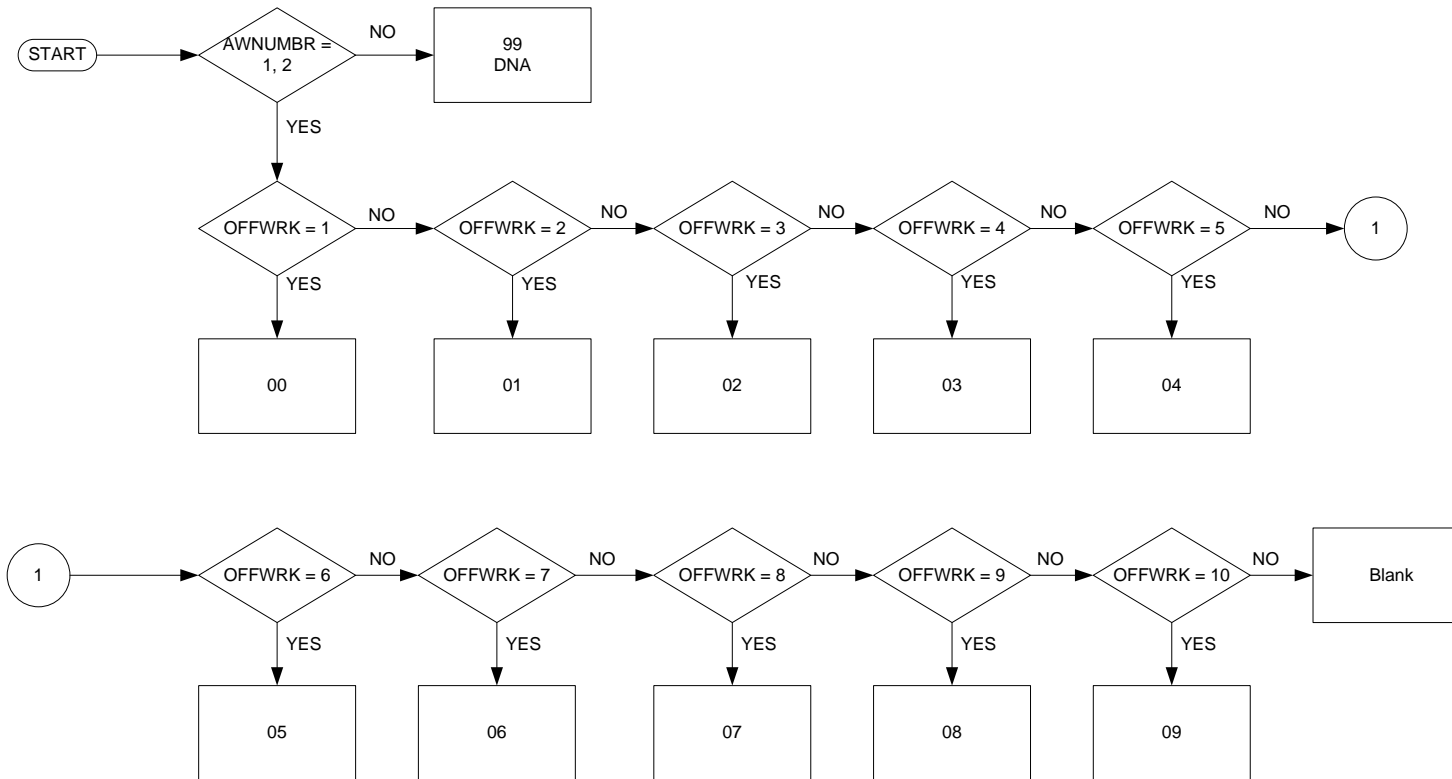 START
AWNUMBR =
1, 2
NO
99
DNA
YES
OFFWRK = 1
NO
OFFWRK = 2
NO
OFFWRK = 3
NO
OFFWRK = 4
NO
OFFWRK = 5
NO
1
YES
YES
YES
YES
YES
00
01
02
03
04
1
OFFWRK = 6
NO
OFFWRK = 7
NO
OFFWRK = 8
NO
OFFWRK = 9
NO
OFFWRK = 10
NO
Blank
YES
YES
YES
YES
YES
05
06
07
08
09